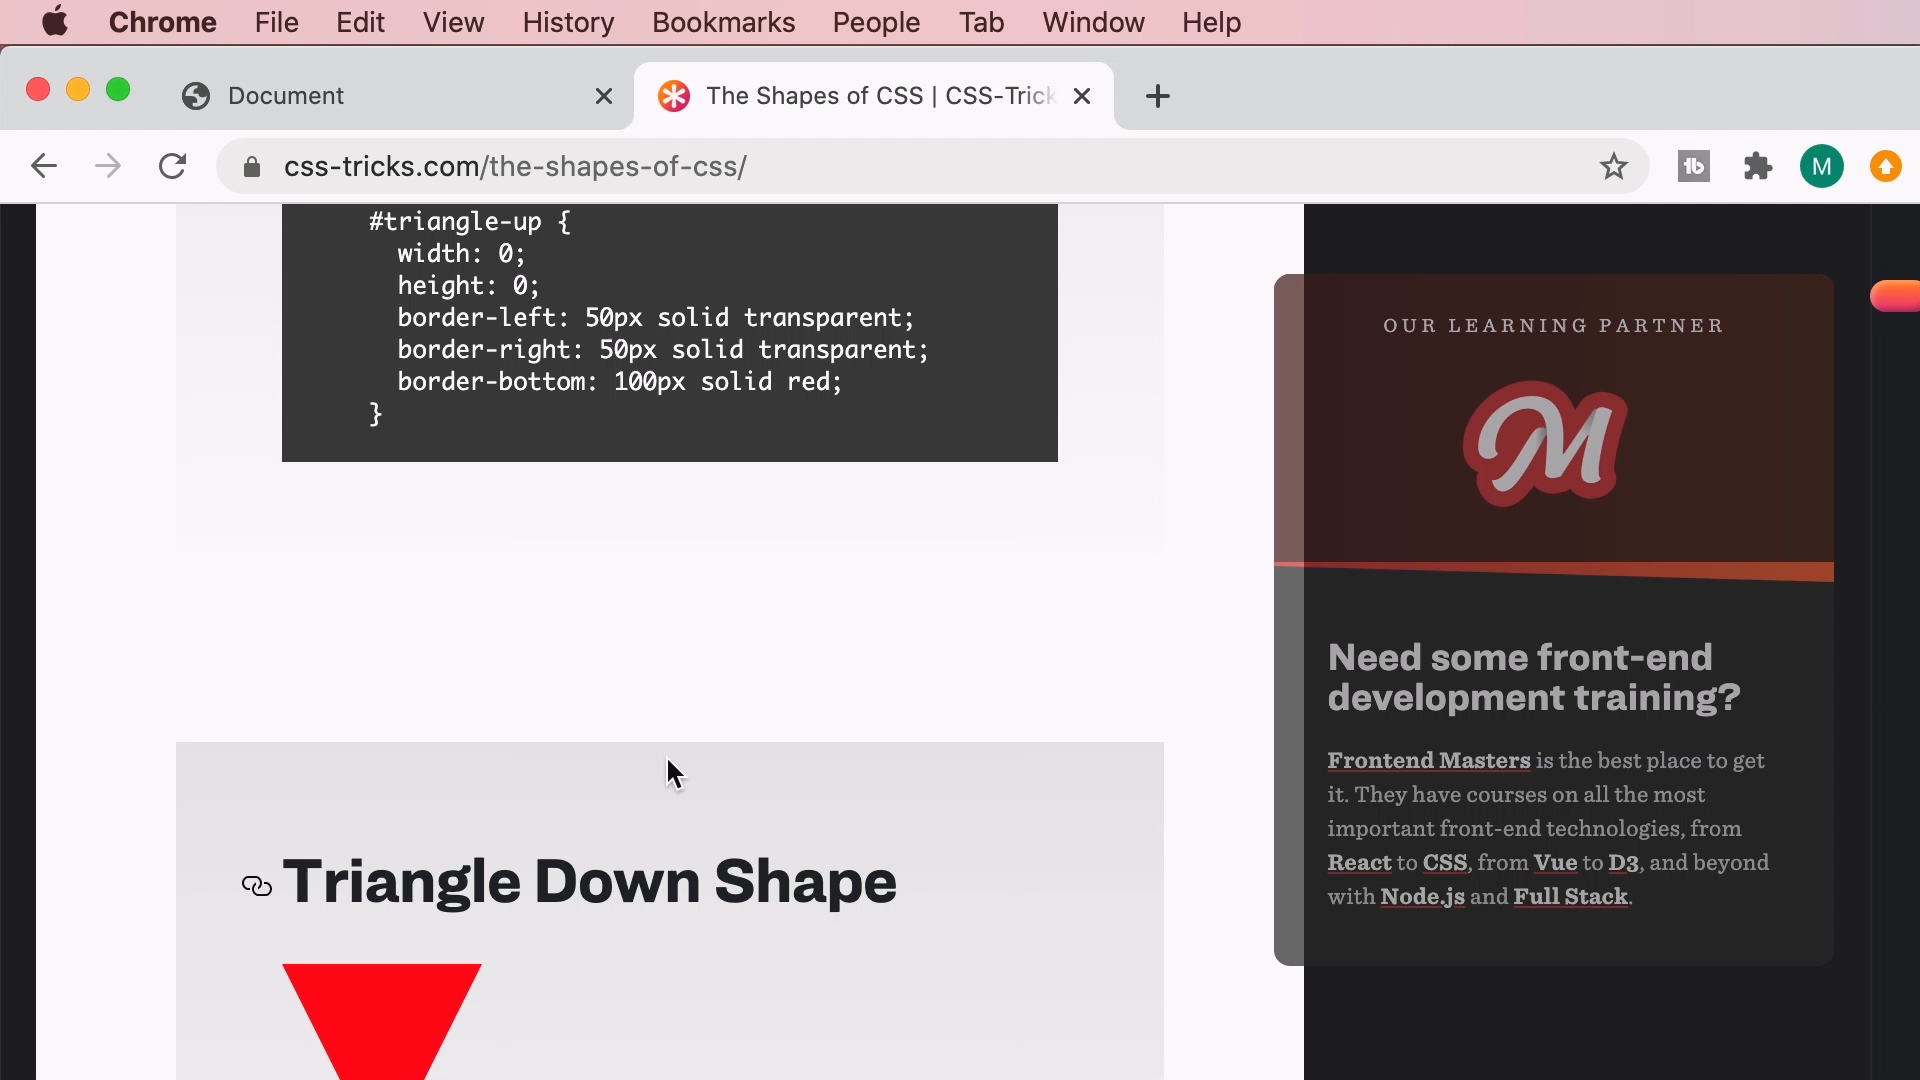 Chrome File Edit View History Bookmarks People Tab Window Help
Document
The Shapes of CSS | CSS-Trick
css-tricks.com/the-shapes-of-css/
M
#triangle-up {
width: 0;
height: 0;
border-left: 50px solid transparent;
border-right: 50px solid transparent;
border-bottom: 100px solid red;
}
Triangle Down Shape
OUR LEARNING PARTNER
M
Need some front-end
development training?
Frontend Masters is the best place to get
it. They have courses on all the most
important front-end technologies, from
React to CSS, from Vue to D3, and beyond
with Node.js and Full Stack.